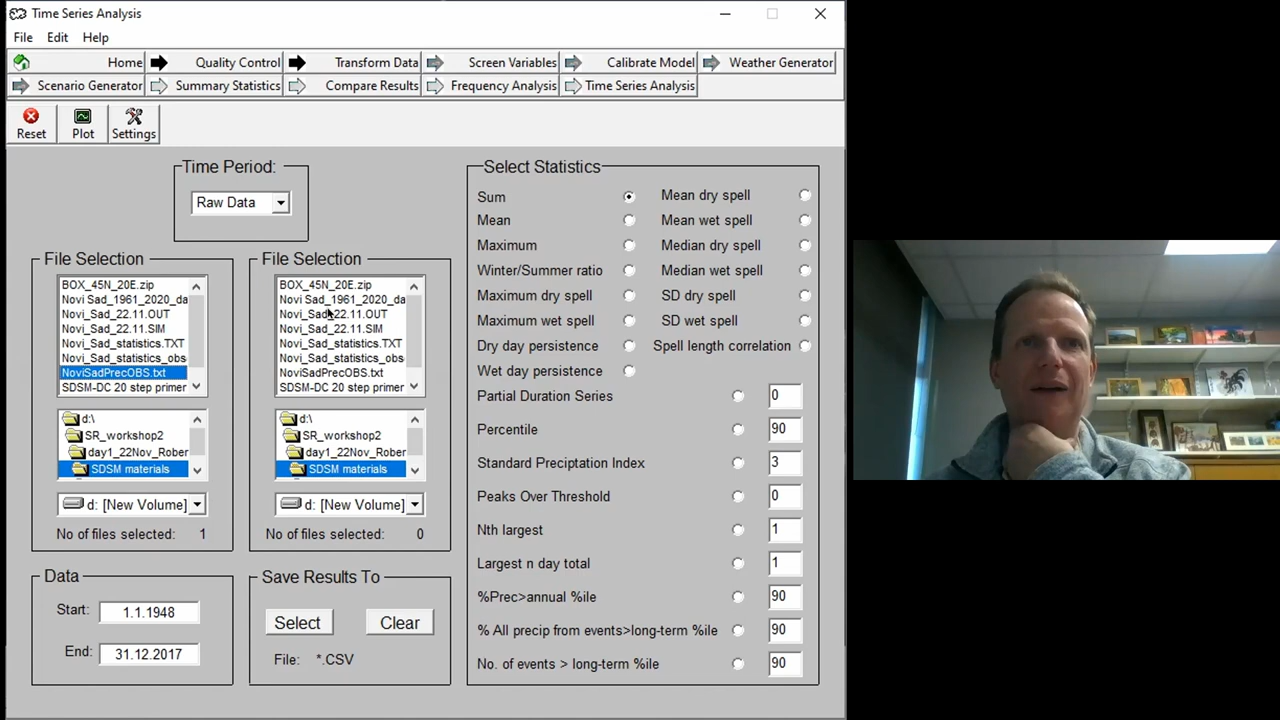 Time Series Analysis
File Edit Help
Home Quality Control Transform Data Screen Variables Calibrate Model Weather Generator
Scenario Generator Summary Statistics Compare Results Frequency Analysis Time Series Analysis
Reset Plot Settings
Time Period:
Raw Data
File Selection
BOX_45N_20E.zip
Novi Sad_1961_2020_da
Novi_Sad_22.11.OUT
Novi_Sad_22.11.SIM
Novi_Sad_statistics.TXT
Novi_Sad_statistics_obs
NoviSadPrecOBS.txt
SDSM-DC 20 step primer
d:\
SR_workshop2
day1_22Nov_Rober
SDSM materials
d: [New Volume]
No of files selected: 1
File Selection
BOX_45N_20E.zip
Novi Sad_1961_2020_da
Novi_Sad_22.11.OUT
Novi_Sad_22.11.SIM
Novi_Sad_statistics.TXT
Novi_Sad_statistics_obs
NoviSadPrecOBS.txt
SDSM-DC 20 step primer
d:\
SR_workshop2
day1_22Nov_Rober
SDSM materials
d: [New Volume]
No of files selected: 0
Data
Start: 1.1.1948
End: 31.12.2017
Save Results To
Select Clear
File: *.CSV
Select Statistics
Sum Mean dry spell
Mean Mean wet spell
Maximum Median dry spell
Winter/Summer ratio Median wet spell
Maximum dry spell SD dry spell
Maximum wet spell SD wet spell
Dry day persistence Spell length correlation
Wet day persistence
Partial Duration Series 0
Percentile 90
Standard Preciptation Index 3
Peaks Over Threshold 0
Nth largest 1
Largest n day total 1
%Prec>annual %ile 90
% All precip from events>long-term %ile 90
No. of events > long-term %ile 90